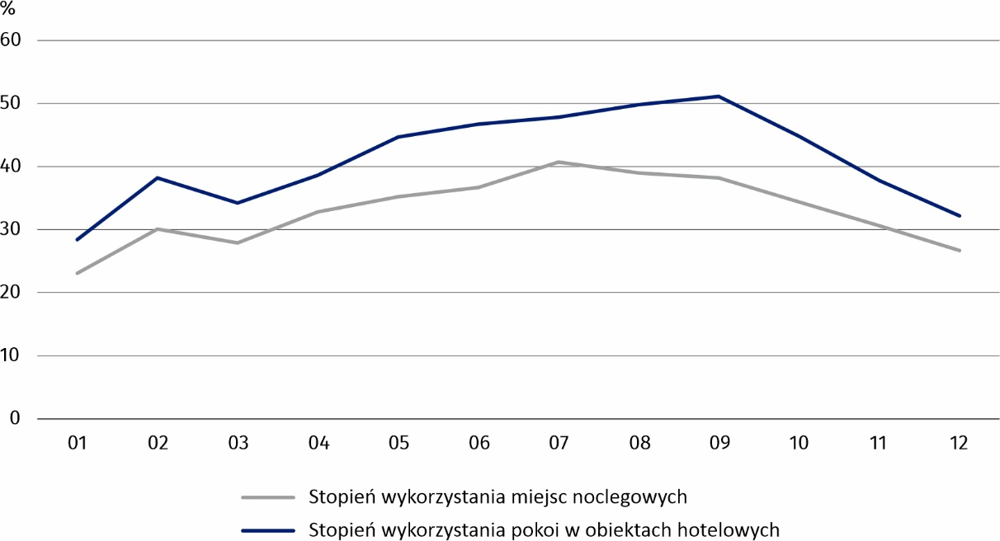 %
60
50
40
30
20
10
0
01 02 03 04 05 06 07 08 09 10 11 12
Stopień wykorzystania miejsc noclegowych
Stopień wykorzystania pokoi w obiektach hotelowych